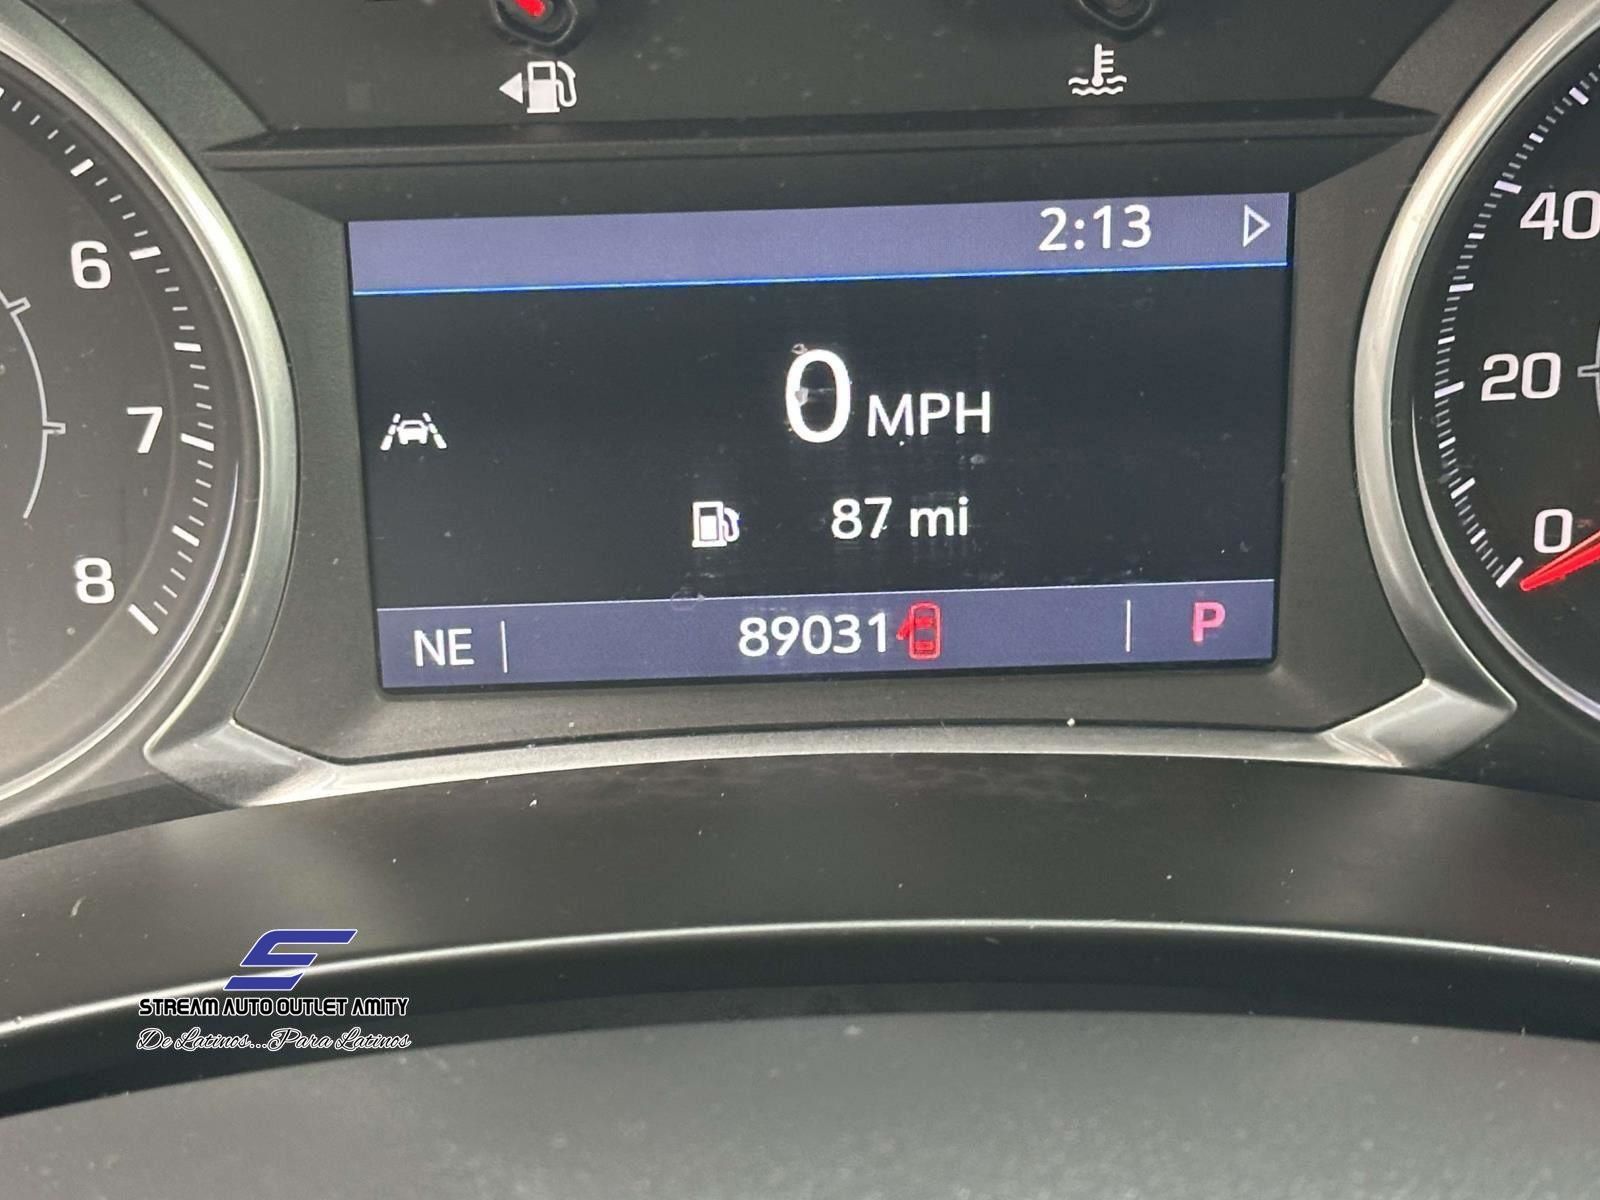 2:13
6
7
8
40
20
0
0 MPH
87 mi
NE
89031
P
STREAM AUTO OUTLET AMITY
De Latinos...Para Latinos